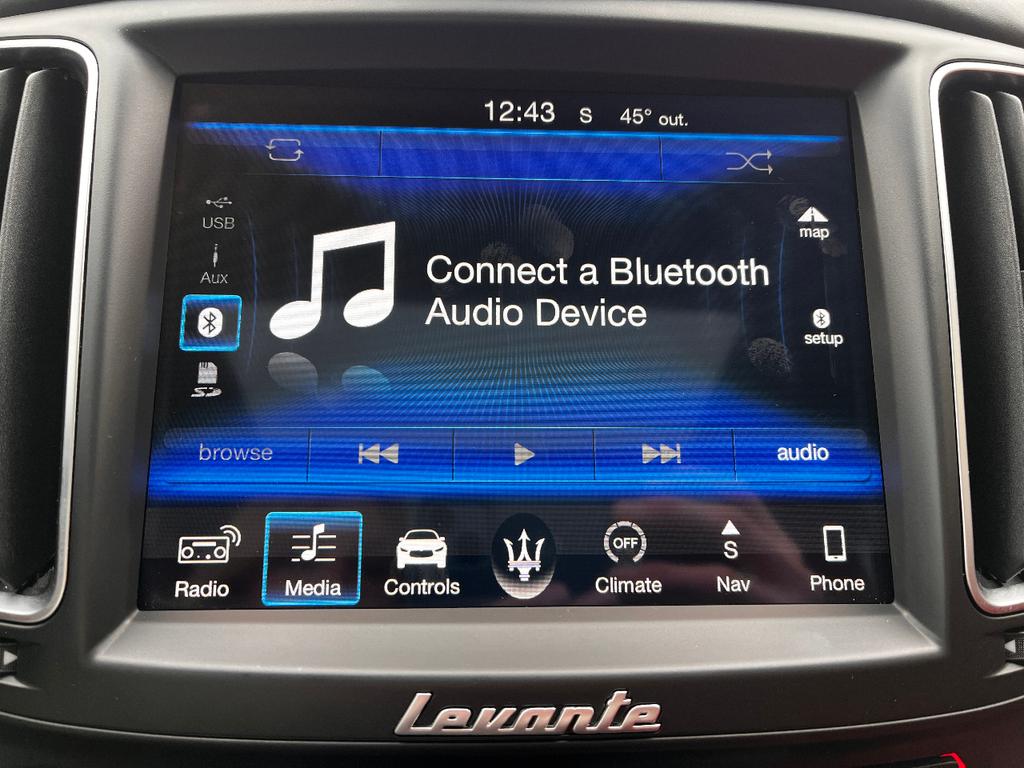 12:43 S 45° out.
USB
Aux
map
Connect a Bluetooth
Audio Device
setup
SD
browse
audio
OFF
S
Radio
Media
Controls
Climate
Nav
Phone
Levante